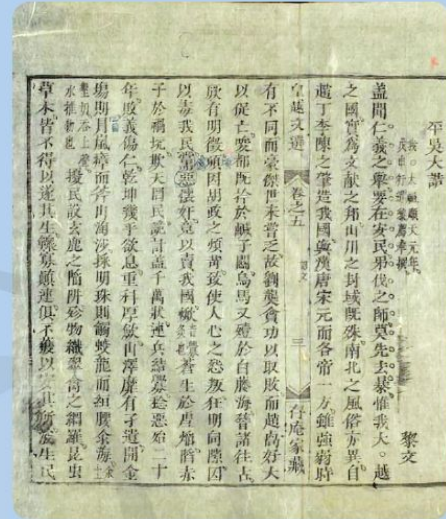 平吳大誥
黎文
盖聞仁義之舉要在安民弔伐之師莫先去暴惟我大越
之國實爲文献之邦山川之封域既殊南北之風俗亦異自
趙丁李陳之肇造我國與漢唐宋元而各帝一方雖強弱時
皇越文選 卷之五 誥文 三 存庵家藏
有不同而豪傑世未嘗乏故劉龔貪功以取敗而趙卨好大
以促亡唆都既拾於鹹子關烏馬又殪於白藤海嵇諸往古
厥有明徵頃因胡政之煩苛致使人心之怨叛狂明伺隙因
以毒我民黨惡懷奸竟以賣我國蒼生於虐焰陷赤
子於禍坑欺天罔民詭計盖千萬狀連兵結釁稔惡殆二十
年敗義傷仁乾坤幾乎欲息重科厚歛山澤靡有孑遺開金
塲則冒嵐瘴而斧山淘沙採明珠則觸蛟龍而絙腰汆海
擾民設玄鹿之陷阱殄物織翠禽之網羅昆虫
草木皆不得以遂其生鰥寡顛連俱不獲以安其所浚生民